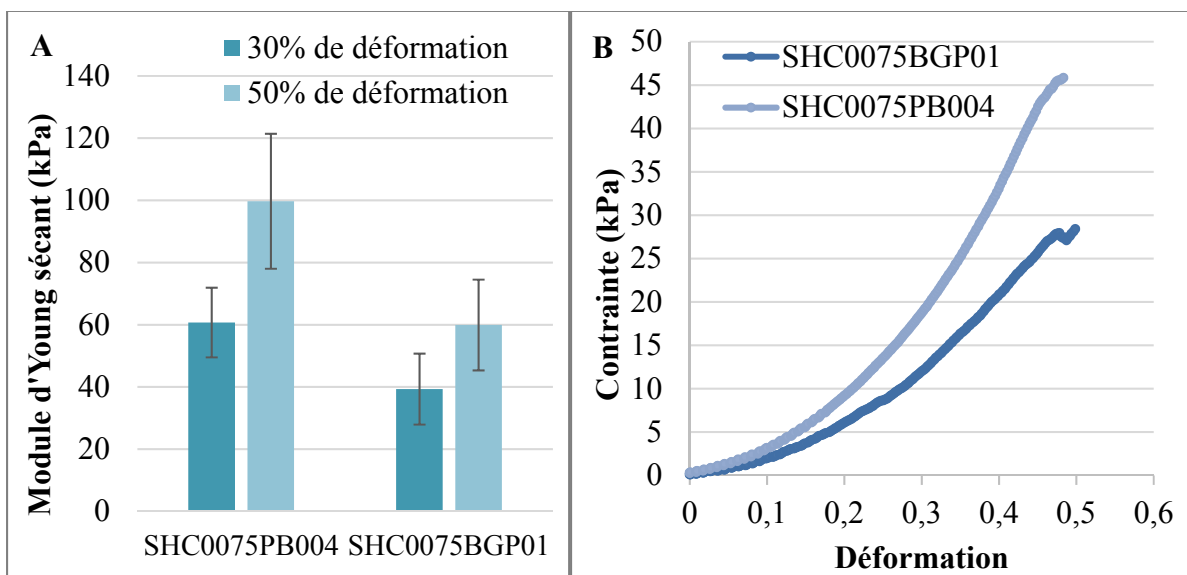 A
30% de déformation
50% de déformation
Module d'Young sécant (kPa)
140
120
100
80
60
40
20
0
SHC0075PB004 SHC0075BGP01
B
SHC0075BGP01
SHC0075PB004
Contrainte (kPa)
50
45
40
35
30
25
20
15
10
5
0
0 0,1 0,2 0,3 0,4 0,5 0,6
Déformation